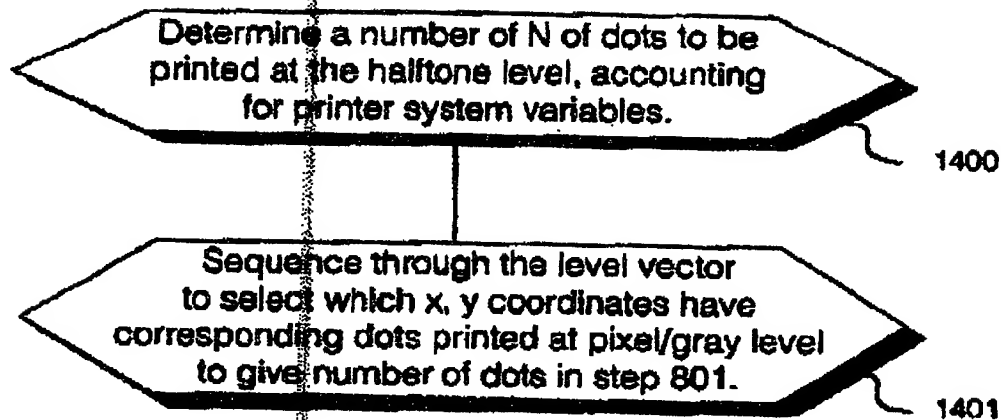 Determine a number of N of dots to be
printed at the halftone level, accounting
for printer system variables.
1400
Sequence through the level vector
to select which x, y coordinates have
corresponding dots printed at pixel/gray level
to give number of dots in step 801.
1401